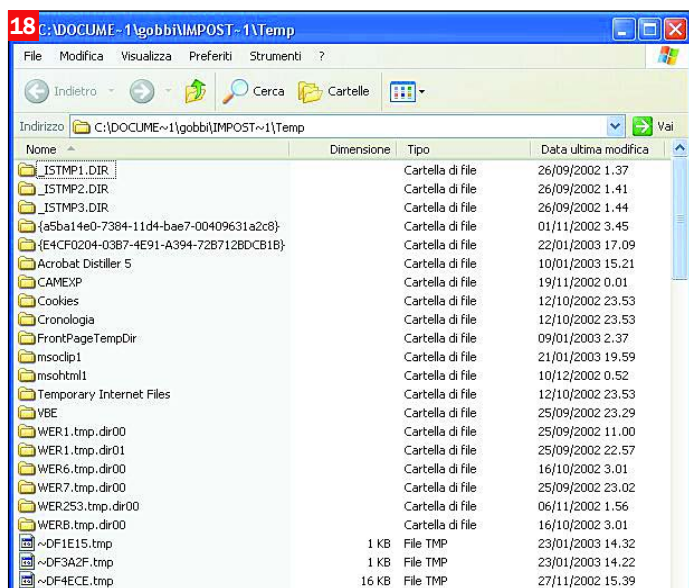 18 C:\DOCUME~1\gobbi\IMPOST~1\Temp
File Modifica Visualizza Preferiti Strumenti ?
Indietro Cerca Cartelle
Indirizzo C:\DOCUME~1\gobbi\IMPOST~1\Temp Vai
Nome Dimensione Tipo Data ultima modifica
_ISTMP1.DIR Cartella di file 26/09/2002 1.37
_ISTMP2.DIR Cartella di file 26/09/2002 1.41
_ISTMP3.DIR Cartella di file 26/09/2002 1.44
{a5ba14e0-7384-11d4-bae7-00409631a2c8} Cartella di file 01/11/2002 3.45
{E4CF0204-03B7-4E91-A394-72B712BDCB1B} Cartella di file 22/01/2003 17.09
Acrobat Distiller 5 Cartella di file 10/01/2003 15.21
CAMEXP Cartella di file 19/11/2002 0.01
Cookies Cartella di file 12/10/2002 23.53
Cronologia Cartella di file 12/10/2002 23.53
FrontPageTempDir Cartella di file 09/01/2003 2.37
msoclip1 Cartella di file 21/01/2003 19.59
msohtml1 Cartella di file 10/12/2002 0.52
Temporary Internet Files Cartella di file 12/10/2002 23.53
VBE Cartella di file 25/09/2002 23.29
WER1.tmp.dir00 Cartella di file 25/09/2002 11.00
WER1.tmp.dir01 Cartella di file 25/09/2002 22.57
WER6.tmp.dir00 Cartella di file 16/10/2002 3.01
WER7.tmp.dir00 Cartella di file 25/09/2002 23.02
WER253.tmp.dir00 Cartella di file 06/11/2002 1.56
WERB.tmp.dir00 Cartella di file 16/10/2002 3.01
~DF1E15.tmp 1 KB File TMP 23/01/2003 14.32
~DF3A2F.tmp 1 KB File TMP 23/01/2003 14.22
~DF4ECE.tmp 16 KB File TMP 27/11/2002 15.39